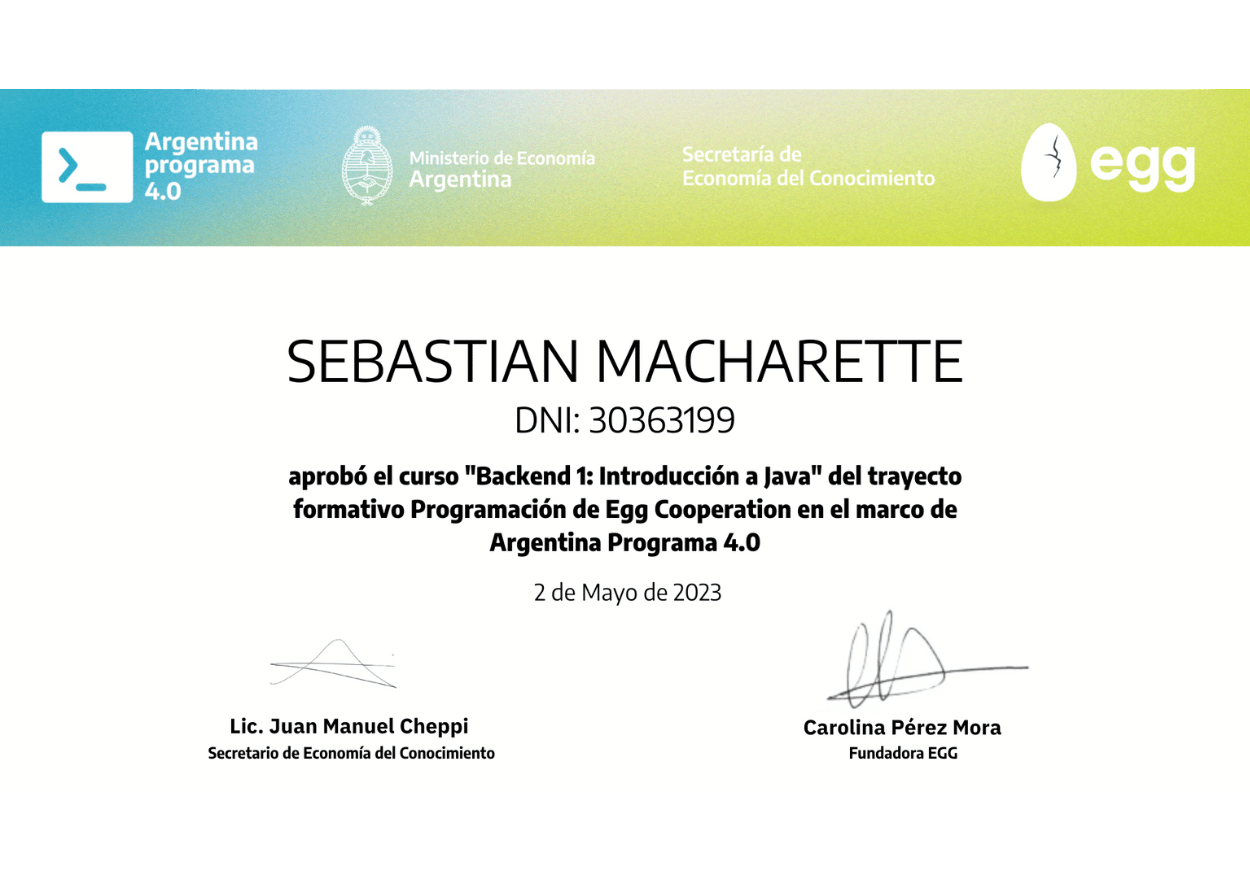 Argentina
programa
4.0
Ministerio de Economía
Argentina
Secretaría de
Economía del Conocimiento
egg
SEBASTIAN MACHARETTE
DNI: 30363199
aprobó el curso "Backend 1: Introducción a Java" del trayecto
formativo Programación de Egg Cooperation en el marco de
Argentina Programa 4.0
2 de Mayo de 2023
Lic. Juan Manuel Cheppi
Secretario de Economía del Conocimiento
Carolina Pérez Mora
Fundadora EGG